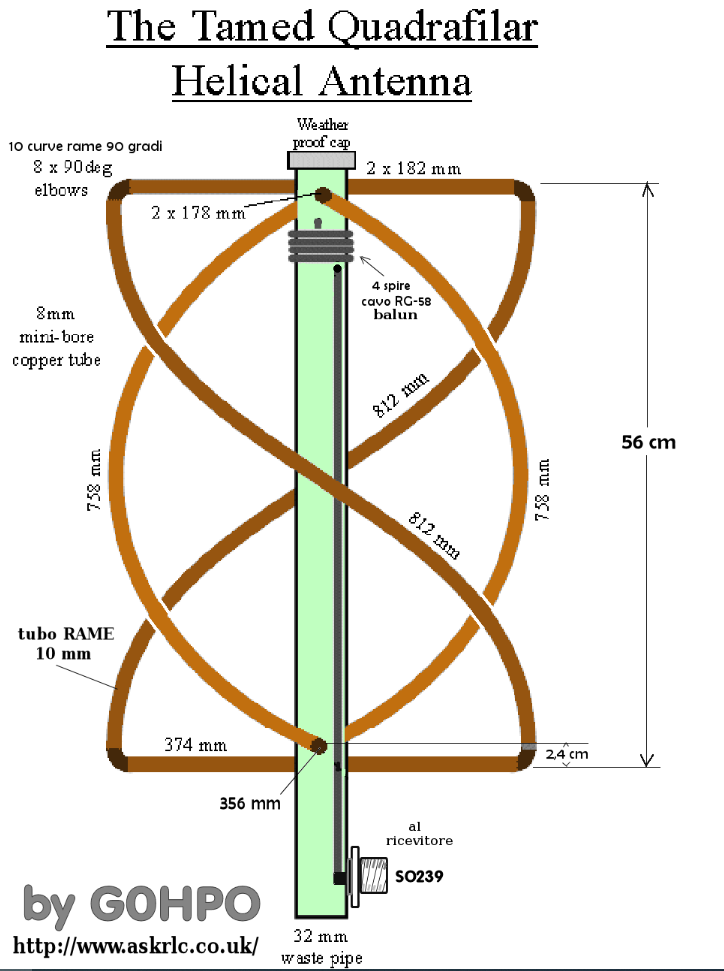 The Tamed Quadrafilar
Helical Antenna
Weather
proof cap
10 curve rame 90 gradi
8 x 90deg
elbows
2 x 182 mm
2 x 178 mm
4 spire
cavo RG-58
balun
8mm
mini-bore
copper tube
812 mm
56 cm
758 mm
758 mm
812 mm
tubo RAME
10 mm
374 mm
2,4 cm
356 mm
al
ricevitore
SO239
by G0HPO
http://www.askrlc.co.uk/
32 mm
waste pipe